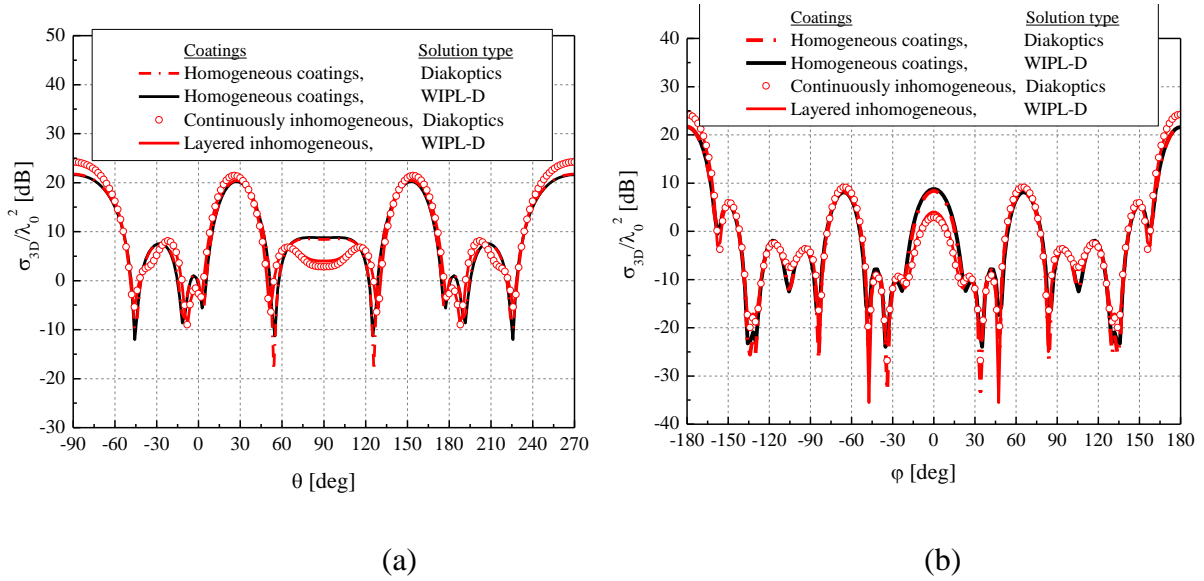 Coatings Solution type
Homogeneous coatings, Diakoptics
Homogeneous coatings, WIPL-D
Continuously inhomogeneous, Diakoptics
Layered inhomogeneous, WIPL-D
50
40
30
20
10
0
-10
-20
-30
σ3D/λ0² [dB]
-90 -60 -30 0 30 60 90 120 150 180 210 240 270
θ [deg]
(a)
Coatings Solution type
Homogeneous coatings, Diakoptics
Homogeneous coatings, WIPL-D
Continuously inhomogeneous, Diakoptics
Layered inhomogeneous, WIPL-D
40
30
20
10
0
-10
-20
-30
-40
σ3D/λ0² [dB]
-180 -150 -120 -90 -60 -30 0 30 60 90 120 150 180
φ [deg]
(b)